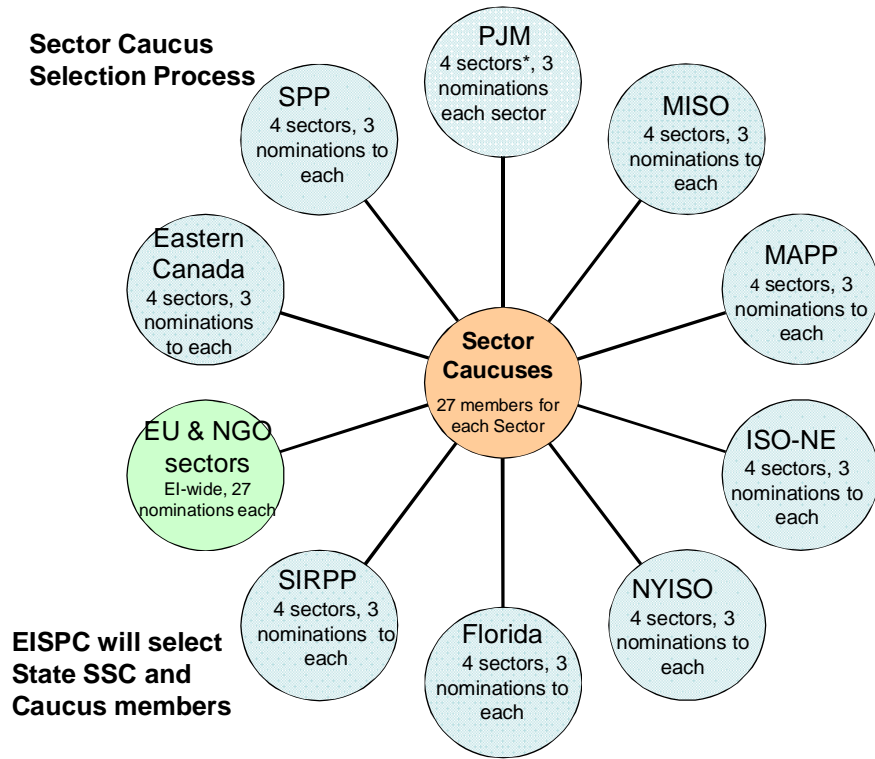 Sector Caucus
Selection Process
PJM
4 sectors*, 3
nominations
each sector
SPP
4 sectors, 3
nominations to
each
MISO
4 sectors, 3
nominations to
each
Eastern
Canada
4 sectors, 3
nominations
to each
MAPP
4 sectors, 3
nominations to
each
Sector
Caucuses
27 members for
each Sector
EU & NGO
sectors
EI-wide, 27
nominations each
ISO-NE
4 sectors, 3
nominations to
each
SIRPP
4 sectors, 3
nominations to
each
Florida
4 sectors, 3
nominations to
each
NYISO
4 sectors, 3
nominations to
each
EISPC will select
State SSC and
Caucus members